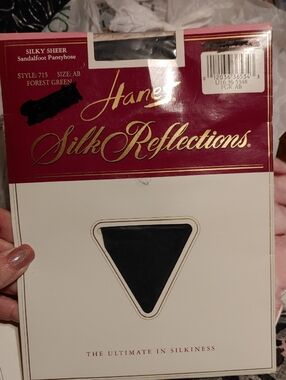 SILKY SHEER
Sandalfoot Pantyhose
STYLE: 715 SIZE: AB
FOREST GREEN
Hanes
Silk Reflections®
THE ULTIMATE IN SILKINESS